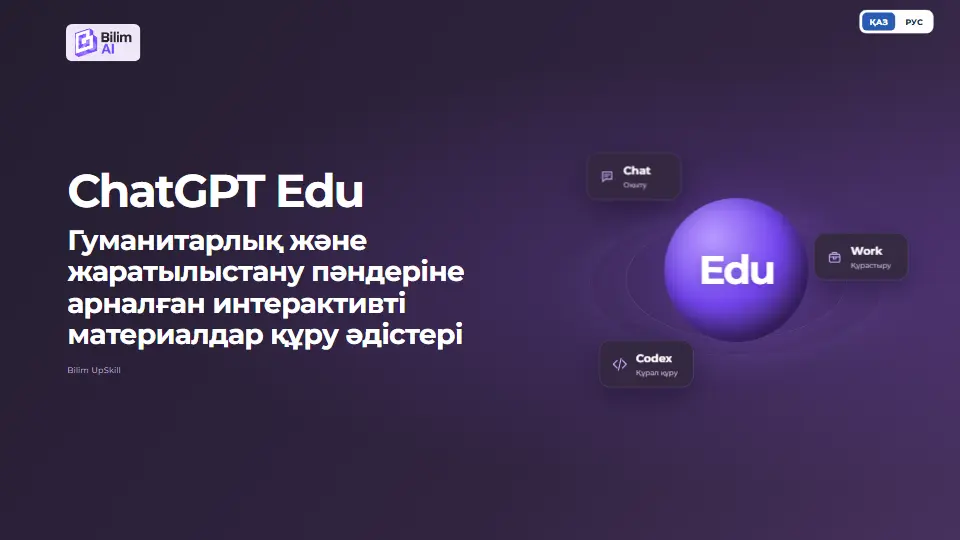 Bilim
AI
ҚАЗ РУС
ChatGPT Edu
Гуманитарлық және
жаратылыстану пәндеріне
арналған интерактивті
материалдар құру әдістері
Bilim UpSkill
Chat
Оқыту
Edu
Work
Құрастыру
Codex
Құрал құру